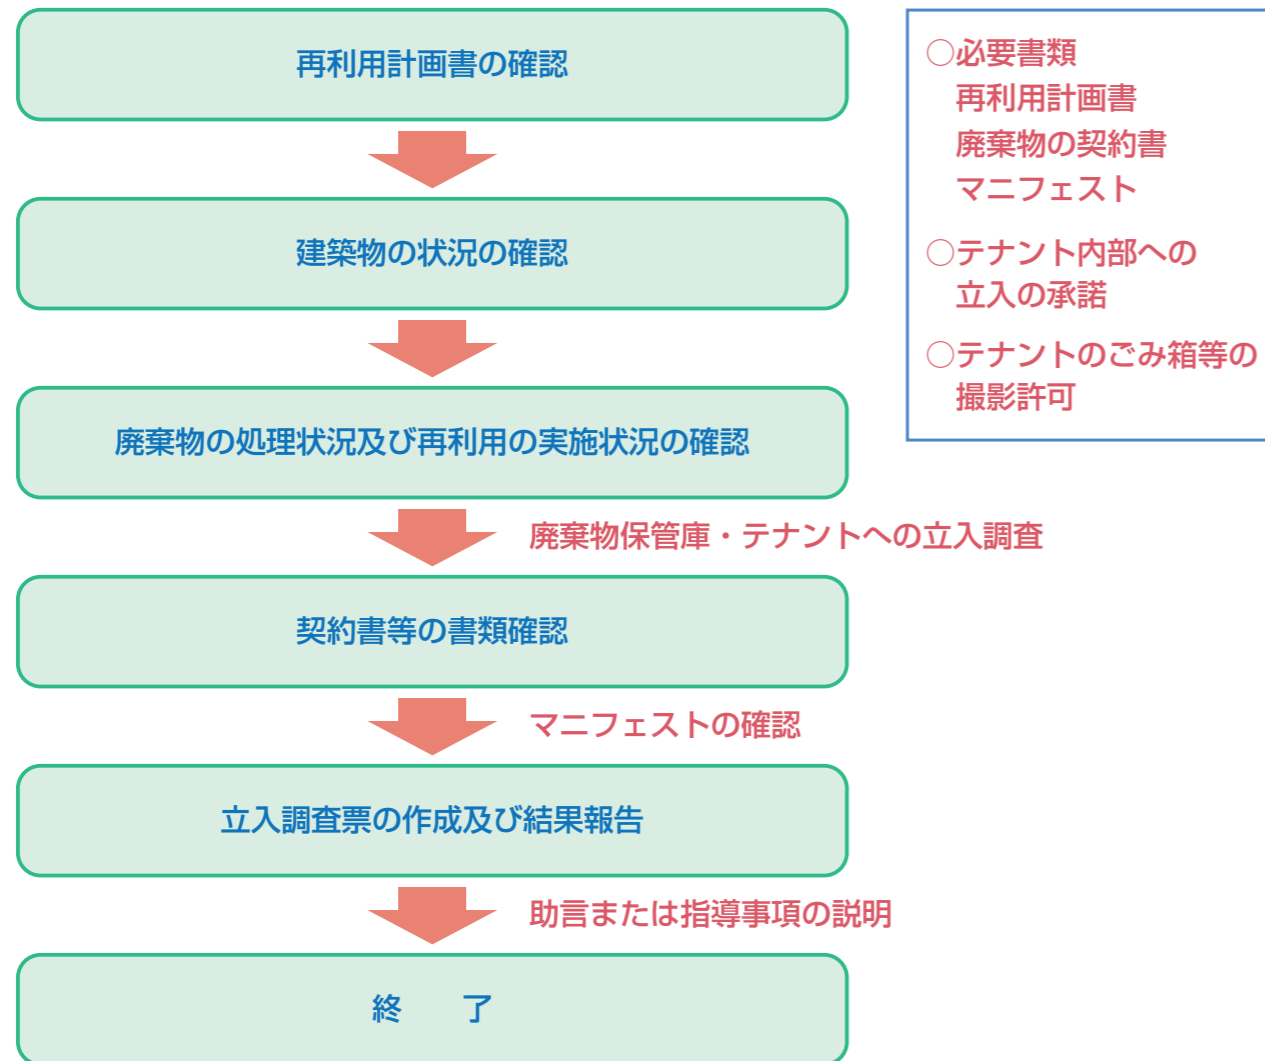 再利用計画書の確認
建築物の状況の確認
廃棄物の処理状況及び再利用の実施状況の確認
廃棄物保管庫・テナントへの立入調査
契約書等の書類確認
マニフェストの確認
立入調査票の作成及び結果報告
助言または指導事項の説明
終　　了
○必要書類
再利用計画書
廃棄物の契約書
マニフェスト
○テナント内部への
立入の承諾
○テナントのごみ箱等の
撮影許可